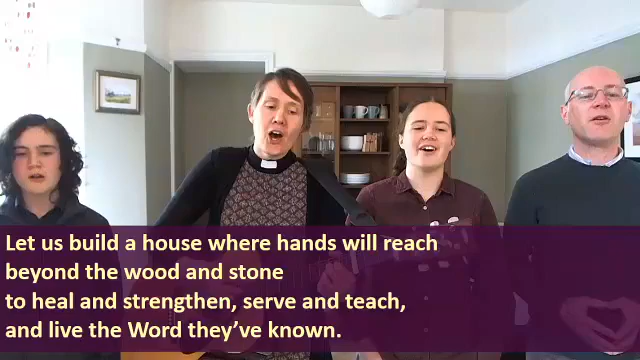 Let us build a house where hands will reach
beyond the wood and stone
to heal and strengthen, serve and teach,
and live the Word they’ve known.